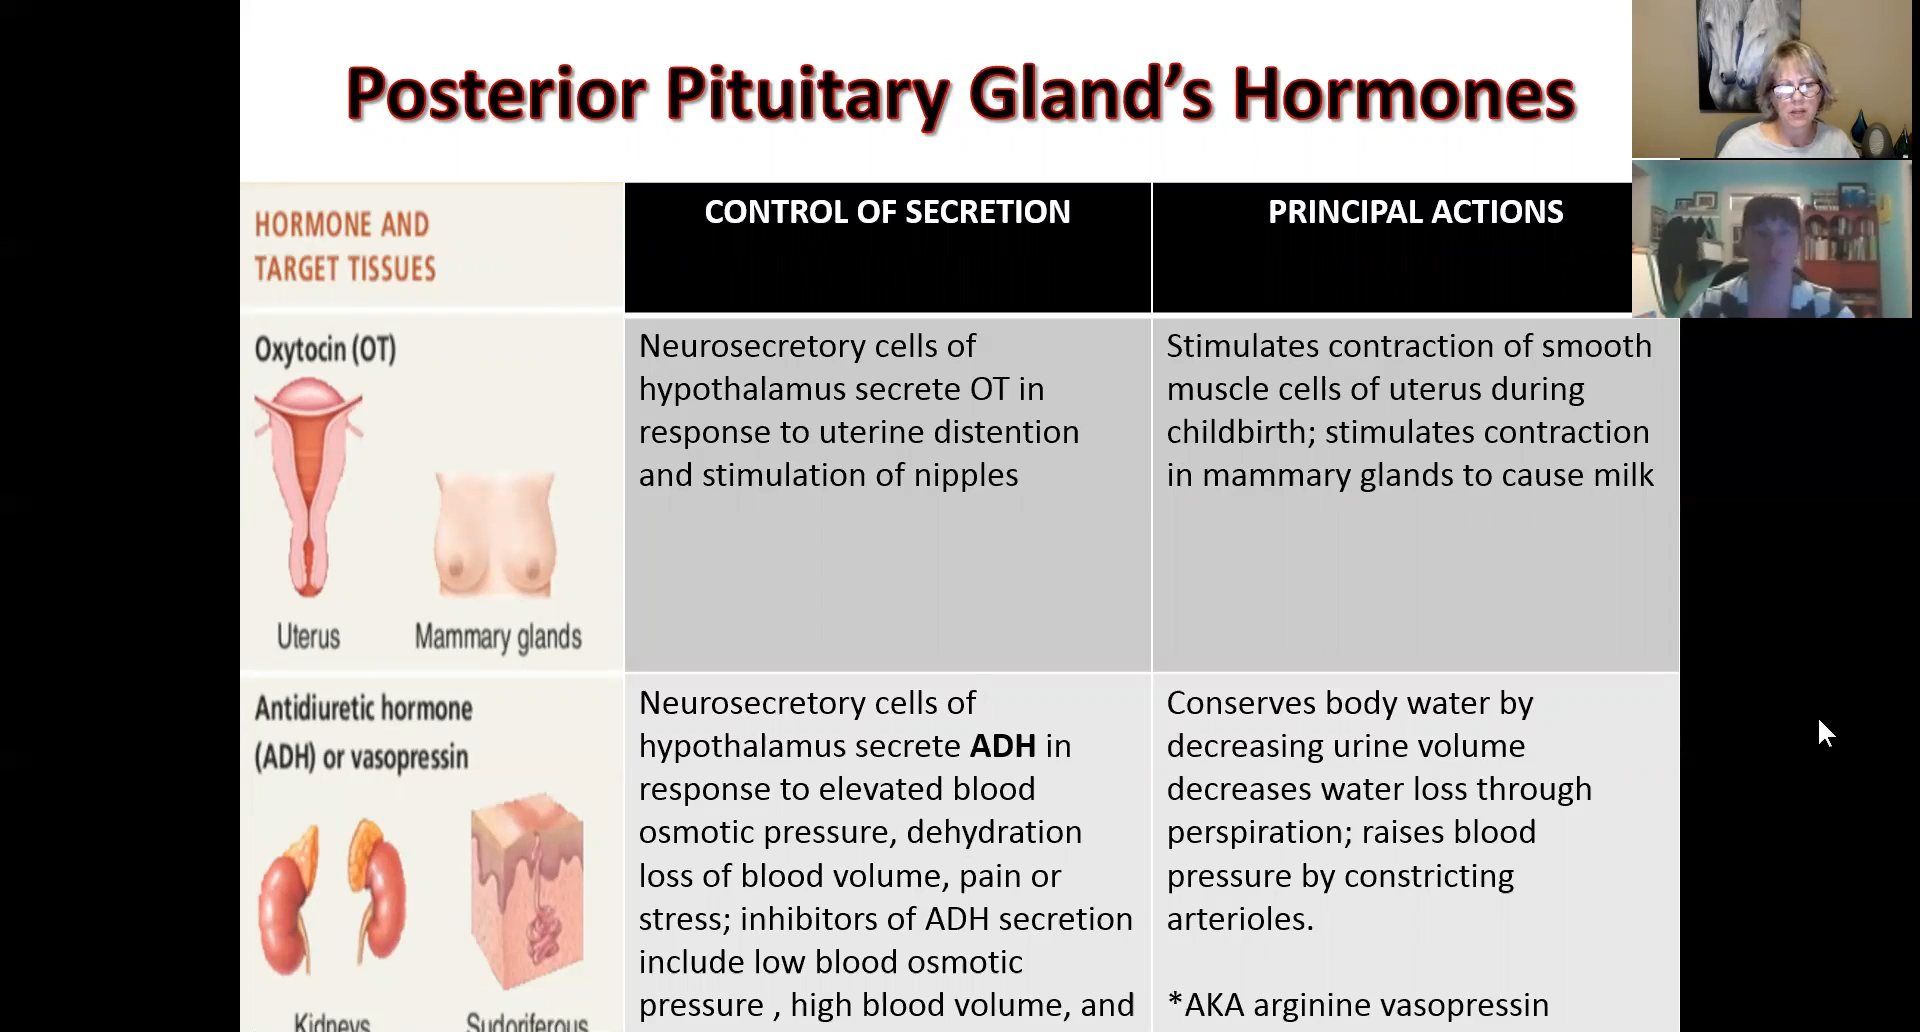 Posterior Pituitary Gland’s Hormones
HORMONE AND
TARGET TISSUES
CONTROL OF SECRETION
PRINCIPAL ACTIONS
Oxytocin (OT)
Uterus
Mammary glands
Neurosecretory cells of
hypothalamus secrete OT in
response to uterine distention
and stimulation of nipples
Stimulates contraction of smooth
muscle cells of uterus during
childbirth; stimulates contraction
in mammary glands to cause milk
Antidiuretic hormone
(ADH) or vasopressin
Kidneys
Sudoriferous
Neurosecretory cells of
hypothalamus secrete ADH in
response to elevated blood
osmotic pressure, dehydration
loss of blood volume, pain or
stress; inhibitors of ADH secretion
include low blood osmotic
pressure , high blood volume, and
Conserves body water by
decreasing urine volume
decreases water loss through
perspiration; raises blood
pressure by constricting
arterioles.
*AKA arginine vasopressin